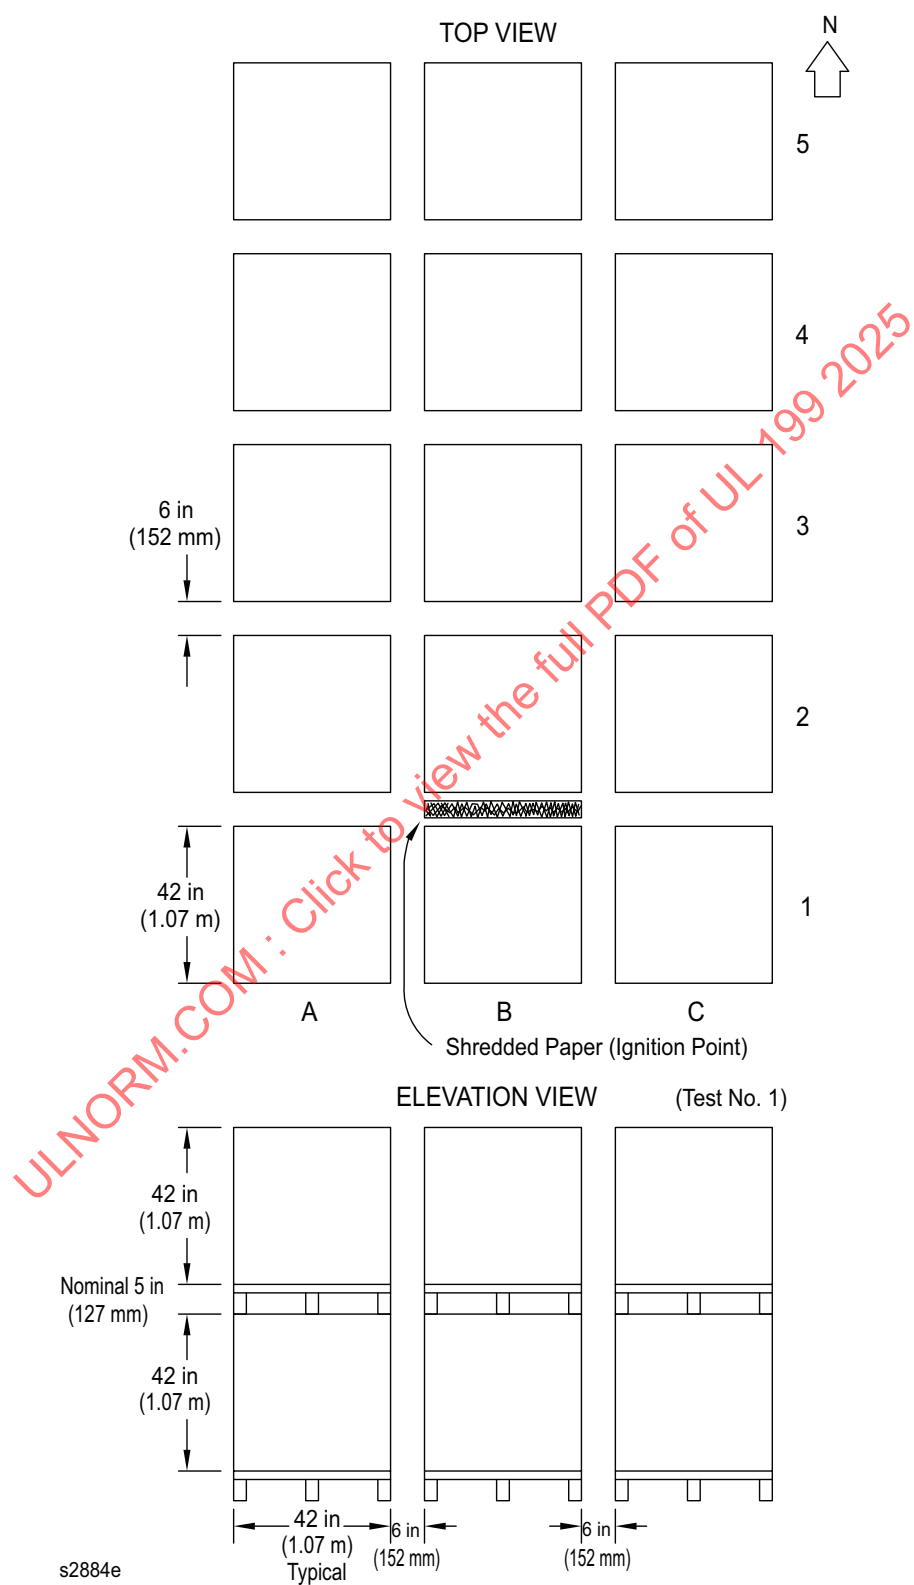 TOP VIEW
N
5
4
6 in
(152 mm)
3
2
42 in
(1.07 m)
1
A
B
C
Shredded Paper (Ignition Point)
ELEVATION VIEW
(Test No. 1)
42 in
(1.07 m)
Nominal 5 in
(127 mm)
42 in
(1.07 m)
42 in
(1.07 m)
Typical
6 in
(152 mm)
6 in
(152 mm)
s2884e
ULNORM.COM : Click to view the full PDF of UL 199 2025